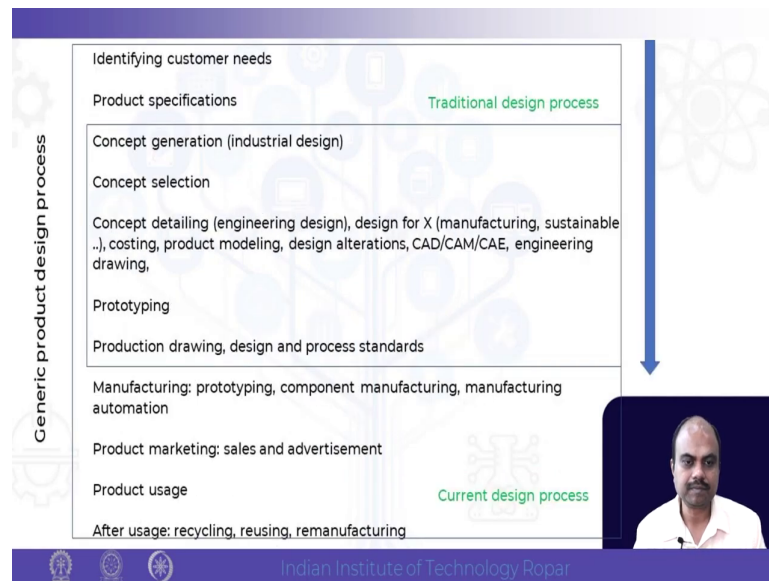 Generic product design process
Identifying customer needs
Product specifications
Traditional design process
Concept generation (industrial design)
Concept selection
Concept detailing (engineering design), design for X (manufacturing, sustainable
..), costing, product modeling, design alterations, CAD/CAM/CAE, engineering
drawing,
Prototyping
Production drawing, design and process standards
Manufacturing: prototyping, component manufacturing, manufacturing
automation
Product marketing: sales and advertisement
Product usage
Current design process
After usage: recycling, reusing, remanufacturing
Indian Institute of Technology Ropar